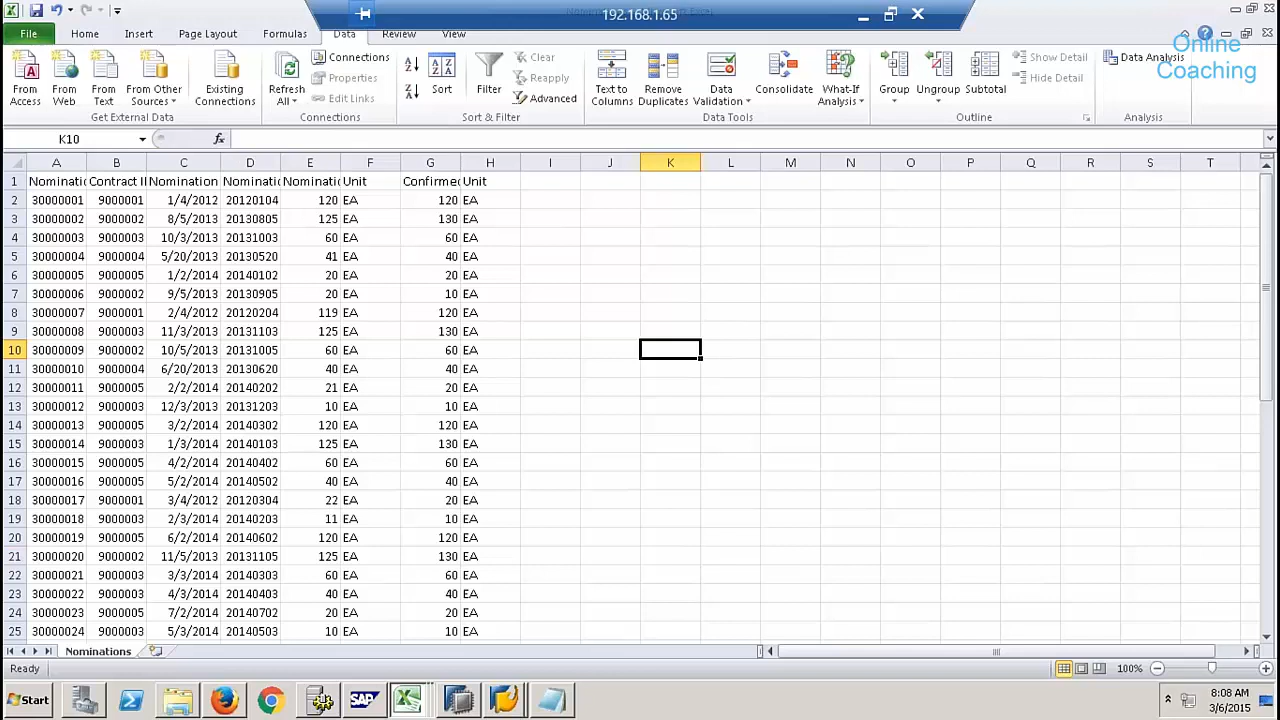 192.168.1.65
File Home Insert Page Layout Formulas Data Review View
Online
Coaching
From
Access
From
Web
From
Text
From Other
Sources
Existing
Connections
Get External Data
Refresh
All
Connections
Properties
Edit Links
Connections
Sort
Filter
Clear
Reapply
Advanced
Sort & Filter
Text to
Columns
Remove
Duplicates
Data
Validation
Consolidate
What-If
Analysis
Data Tools
Group
Ungroup
Subtotal
Show Detail
Hide Detail
Outline
Data Analysis
Analysis
K10 fx
A B C D E F G H I J K L M N O P Q R S T
1 Nominati Contract I Nomination Nominati Nominati Unit Confirmed Unit
2 30000001 9000001 1/4/2012 20120104 120 EA 120 EA
3 30000002 9000002 8/5/2013 20130805 125 EA 130 EA
4 30000003 9000003 10/3/2013 20131003 60 EA 60 EA
5 30000004 9000004 5/20/2013 20130520 41 EA 40 EA
6 30000005 9000005 1/2/2014 20140102 20 EA 20 EA
7 30000006 9000002 9/5/2013 20130905 20 EA 10 EA
8 30000007 9000001 2/4/2012 20120204 119 EA 120 EA
9 30000008 9000003 11/3/2013 20131103 125 EA 130 EA
10 30000009 9000002 10/5/2013 20131005 60 EA 60 EA
11 30000010 9000004 6/20/2013 20130620 40 EA 40 EA
12 30000011 9000005 2/2/2014 20140202 21 EA 20 EA
13 30000012 9000003 12/3/2013 20131203 10 EA 10 EA
14 30000013 9000005 3/2/2014 20140302 120 EA 120 EA
15 30000014 9000003 1/3/2014 20140103 125 EA 130 EA
16 30000015 9000005 4/2/2014 20140402 60 EA 60 EA
17 30000016 9000005 5/2/2014 20140502 40 EA 40 EA
18 30000017 9000001 3/4/2012 20120304 22 EA 20 EA
19 30000018 9000003 2/3/2014 20140203 11 EA 10 EA
20 30000019 9000005 6/2/2014 20140602 120 EA 120 EA
21 30000020 9000002 11/5/2013 20131105 125 EA 130 EA
22 30000021 9000003 3/3/2014 20140303 60 EA 60 EA
23 30000022 9000003 4/3/2014 20140403 40 EA 40 EA
24 30000023 9000005 7/2/2014 20140702 20 EA 20 EA
25 30000024 9000003 5/3/2014 20140503 10 EA 10 EA
Nominations
Ready 100%
Start SAP 8:08 AM
3/6/2015